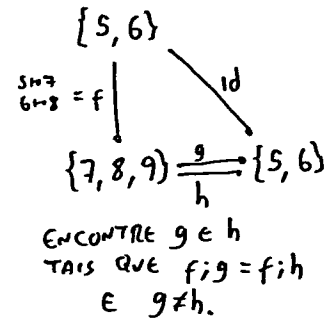 {5,6}
5↦7
6↦8 = f
id
{7,8,9} g {5,6}
h
ENCONTRE g E h
TAIS QUE f;g = f;h
E g≠h.